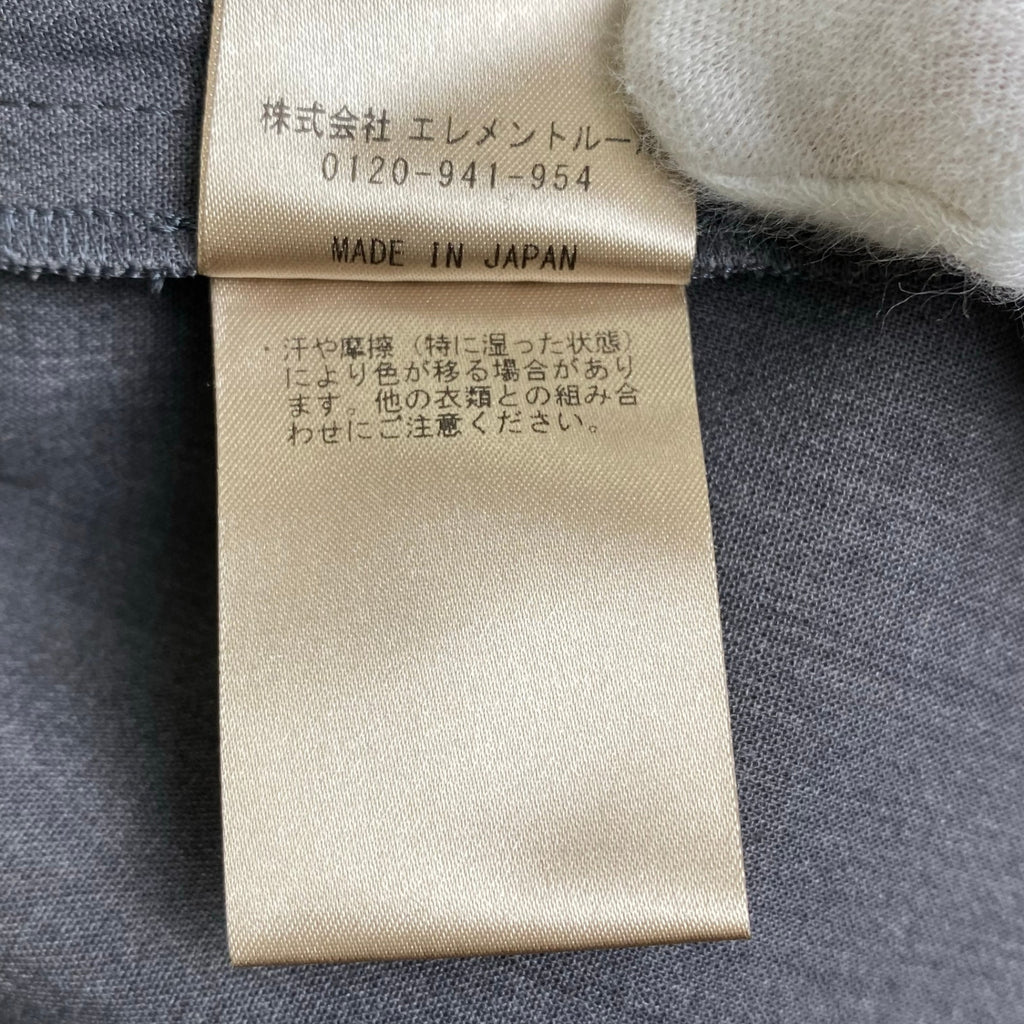 株式会社 エレメントルー
0120-941-954
MADE IN JAPAN
・汗や摩擦（特に湿った状態）
により色が移る場合があり
ます。他の衣類との組み合
わせにご注意ください。